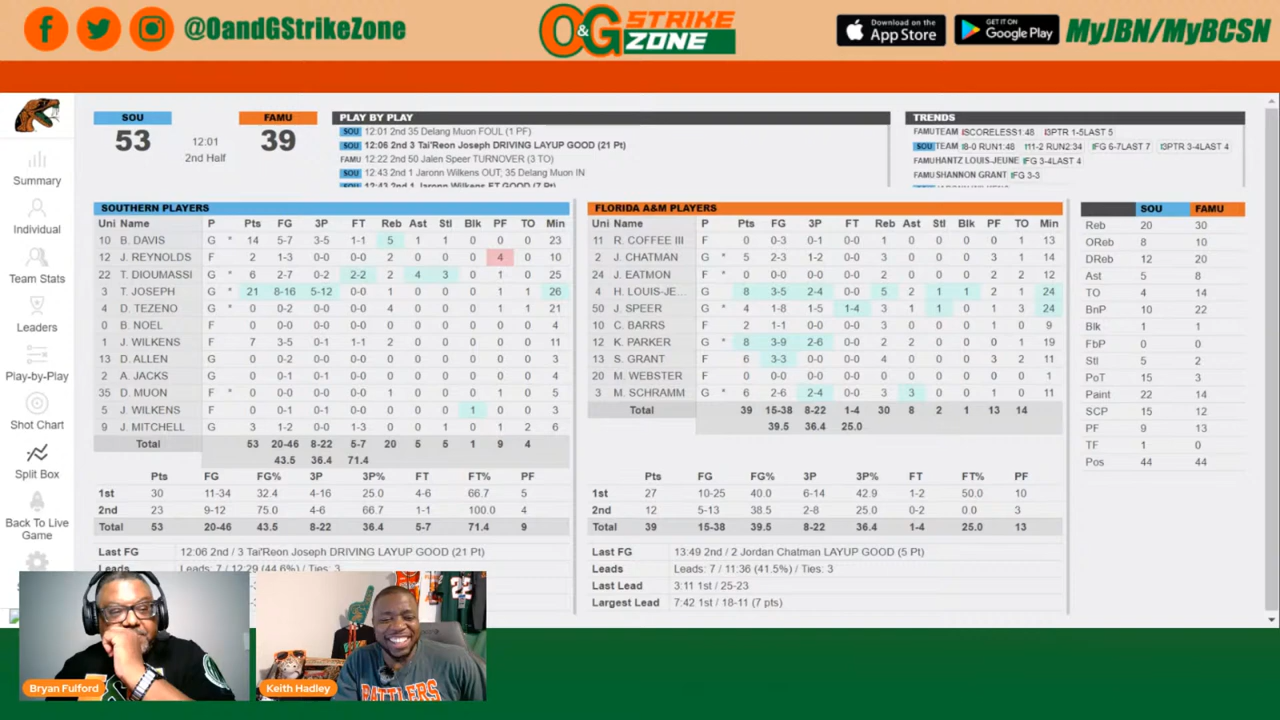 @OandGStrikeZone
O&G STRIKE ZONE
Download on the App Store
GET IT ON Google Play
MyJBN/MyBCSN
SOU
53
12:01
2nd Half
FAMU
39
PLAY BY PLAY
SOU 12:01 2nd 35 Delang Muon FOUL (1 PF)
SOU 12:06 2nd 3 Tai'Reon Joseph DRIVING LAYUP GOOD (21 Pt)
FAMU 12:22 2nd 50 Jalen Speer TURNOVER (3 TO)
SOU 12:43 2nd 1 Jaronn Wilkens OUT; 35 Delang Muon IN
SOU 12:43 2nd 1 Jaronn Wilkens FT GOOD (7 Pt)
TRENDS
FAMU TEAM SCORELESS 1:48 3PTR 1-5 LAST 5
SOU TEAM 8-0 RUN 1:48 11-2 RUN 2:34 FG 6-7 LAST 7 3PTR 3-4 LAST 4
FAMU HANTZ LOUIS-JEUNE FG 3-4 LAST 4
FAMU SHANNON GRANT FG 3-3
Summary
Individual
Team Stats
Leaders
Play-by-Play
Shot Chart
Split Box
Back To Live Game
SOUTHERN PLAYERS
Uni Name P Pts FG 3P FT Reb Ast Stl Blk PF TO Min
10 B. DAVIS G * 14 5-7 3-5 1-1 5 1 1 0 0 0 23
12 J. REYNOLDS F 2 1-3 0-0 0-0 2 0 0 0 4 0 10
22 T. DIOUMASSI G * 6 2-7 0-2 2-2 2 4 3 0 1 0 25
3 T. JOSEPH G * 21 8-16 5-12 0-0 1 0 0 0 1 1 26
4 D. TEZENO G * 0 0-2 0-0 0-0 4 0 0 0 1 1 21
0 B. NOEL F 0 0-0 0-0 0-0 0 0 0 0 0 0 4
1 J. WILKENS F 7 3-5 0-1 1-1 2 0 0 0 0 0 11
13 D. ALLEN F 0 0-2 0-0 0-0 0 0 0 0 0 0 4
2 A. JACKS G 0 0-1 0-1 0-0 0 0 0 0 0 0 4
35 D. MUON F * 0 0-0 0-0 0-0 1 0 0 0 1 0 5
5 J. WILKENS G 0 0-1 0-1 0-0 0 0 0 1 0 0 3
9 J. MITCHELL G 3 1-2 0-0 1-3 0 0 1 0 1 2 6
Total 53 20-46 8-22 5-7 20 5 5 1 9 4
43.5 36.4 71.4
Pts FG FG% 3P 3P% FT FT% PF
1st 30 11-34 32.4 4-16 25.0 4-6 66.7 5
2nd 23 9-12 75.0 4-6 66.7 1-1 100.0 4
Total 53 20-46 43.5 8-22 36.4 5-7 71.4 9
Last FG 12:06 2nd / 3 Tai'Reon Joseph DRIVING LAYUP GOOD (21 Pt)
Leads Leads: 7 / 12:29 (44.6%) / Ties: 3
FLORIDA A&M PLAYERS
Uni Name P Pts FG 3P FT Reb Ast Stl Blk PF TO Min
11 R. COFFEE III F 0 0-3 0-1 0-0 1 0 0 0 0 1 13
2 J. CHATMAN G * 5 2-3 1-2 0-0 3 0 0 0 3 1 14
24 J. EATMON F * 0 0-0 0-0 0-0 2 0 0 0 2 2 12
4 H. LOUIS-JE... G 8 3-5 2-4 0-0 5 2 1 1 2 1 24
50 J. SPEER G * 4 1-8 1-5 1-4 3 1 1 0 1 3 24
10 C. BARRS F 2 1-1 0-0 0-0 2 0 0 0 1 0 9
12 K. PARKER G * 8 3-9 2-6 0-0 2 2 0 0 0 1 19
13 S. GRANT F 6 3-3 0-0 0-0 4 0 0 0 3 2 11
20 M. WEBSTER F 0 0-0 0-0 0-0 0 0 0 0 0 1 1
3 M. SCHRAMM G * 6 2-6 2-4 0-0 3 3 0 0 1 0 11
Total 39 15-38 8-22 1-4 30 8 2 1 13 14
39.5 36.4 25.0
Pts FG FG% 3P 3P% FT FT% PF
1st 27 10-25 40.0 6-14 42.9 1-2 50.0 10
2nd 12 5-13 38.5 2-8 25.0 0-2 0.0 3
Total 39 15-38 39.5 8-22 36.4 1-4 25.0 13
Last FG 13:49 2nd / 2 Jordan Chatman LAYUP GOOD (5 Pt)
Leads Leads: 7 / 11:36 (41.5%) / Ties: 3
Last Lead 3:11 1st / 25-23
Largest Lead 7:42 1st / 18-11 (7 pts)
SOU FAMU
Reb 20 30
OReb 8 10
DReb 12 20
Ast 5 8
TO 4 14
BnP 10 22
Blk 1 1
FbP 0 0
Stl 5 2
PoT 15 3
Paint 22 14
SCP 15 12
PF 9 13
TF 1 0
Pos 44 44
Bryan Fulford
Keith Hadley
RATTLERS
22